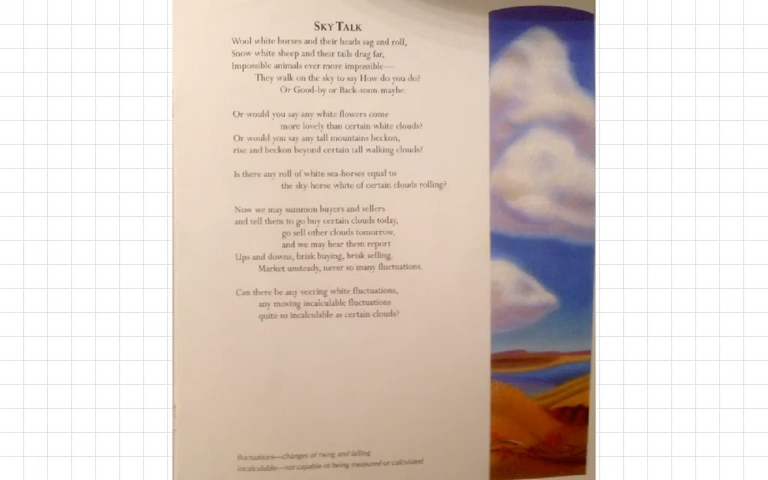 SKY TALK
Wool white horses and their heads sag and roll,
Snow white sheep and their tails drag far,
Impossible animals ever more impossible—
They walk on the sky to say How do you do?
Or Good-by or Back-soon-maybe.
Or would you say any white flowers come
more lovely than certain white clouds?
Or would you say any tall mountains beckon,
rise and beckon beyond certain tall walking clouds?
Is there any roll of white sea-horses equal to
the sky-horse white of certain clouds rolling?
Now we may summon buyers and sellers
and tell them to go buy certain clouds today,
go sell other clouds tomorrow,
and we may hear them report
Ups and downs, brisk buying, brisk selling,
Market unsteady, never so many fluctuations.
Can there be any veering white fluctuations,
any moving incalculable fluctuations
quite so incalculable as certain clouds?
fluctuations—changes of rising and falling
incalculable—not capable of being measured or calculated